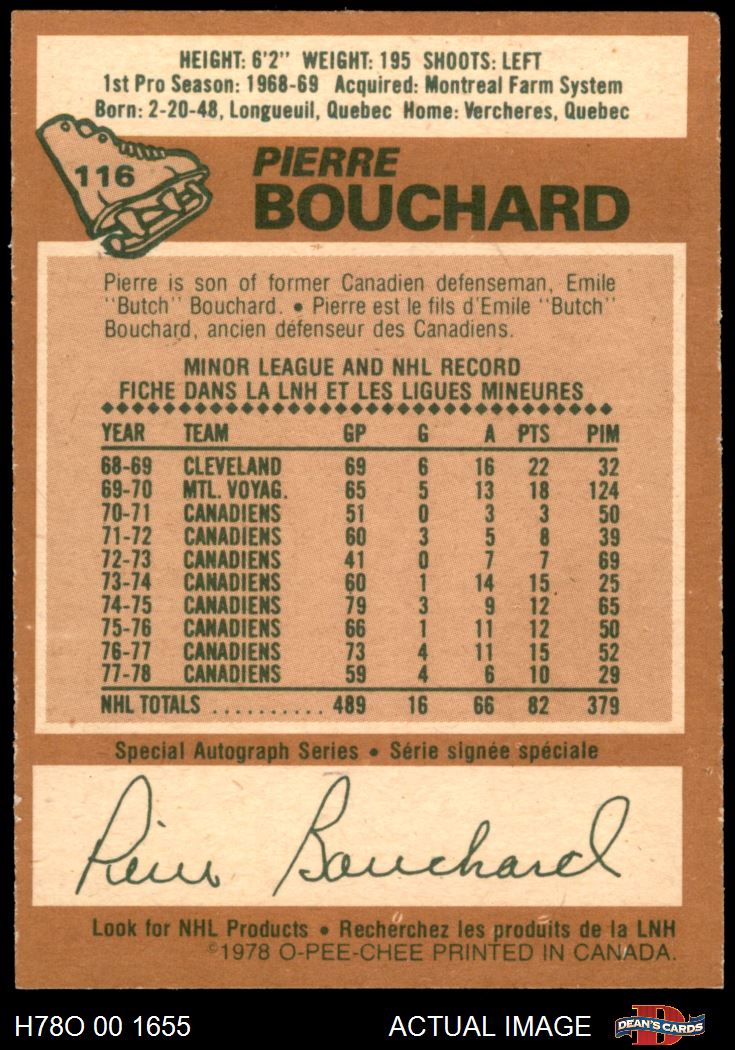 HEIGHT: 6'2" WEIGHT: 195 SHOOTS: LEFT
1st Pro Season: 1968-69 Acquired: Montreal Farm System
Born: 2-20-48, Longueuil, Quebec Home: Vercheres, Quebec
116
PIERRE
BOUCHARD
Pierre is son of former Canadien defenseman, Emile
"Butch" Bouchard. • Pierre est le fils d'Emile "Butch"
Bouchard, ancien défenseur des Canadiens.
MINOR LEAGUE AND NHL RECORD
FICHE DANS LA LNH ET LES LIGUES MINEURES
YEAR TEAM GP G A PTS PIM
68-69 CLEVELAND 69 6 16 22 32
69-70 MTL. VOYAG. 65 5 13 18 124
70-71 CANADIENS 51 0 3 3 50
71-72 CANADIENS 60 3 5 8 39
72-73 CANADIENS 41 0 7 7 69
73-74 CANADIENS 60 1 14 15 25
74-75 CANADIENS 79 3 9 12 65
75-76 CANADIENS 66 1 11 12 50
76-77 CANADIENS 73 4 11 15 52
77-78 CANADIENS 59 4 6 10 29
NHL TOTALS .......... 489 16 66 82 379
Special Autograph Series • Série signée spéciale
Pierre Bouchard
Look for NHL Products • Recherchez les produits de la LNH
©1978 O-PEE-CHEE PRINTED IN CANADA.
H78O 00 1655 ACTUAL IMAGE DEAN'S CARDS